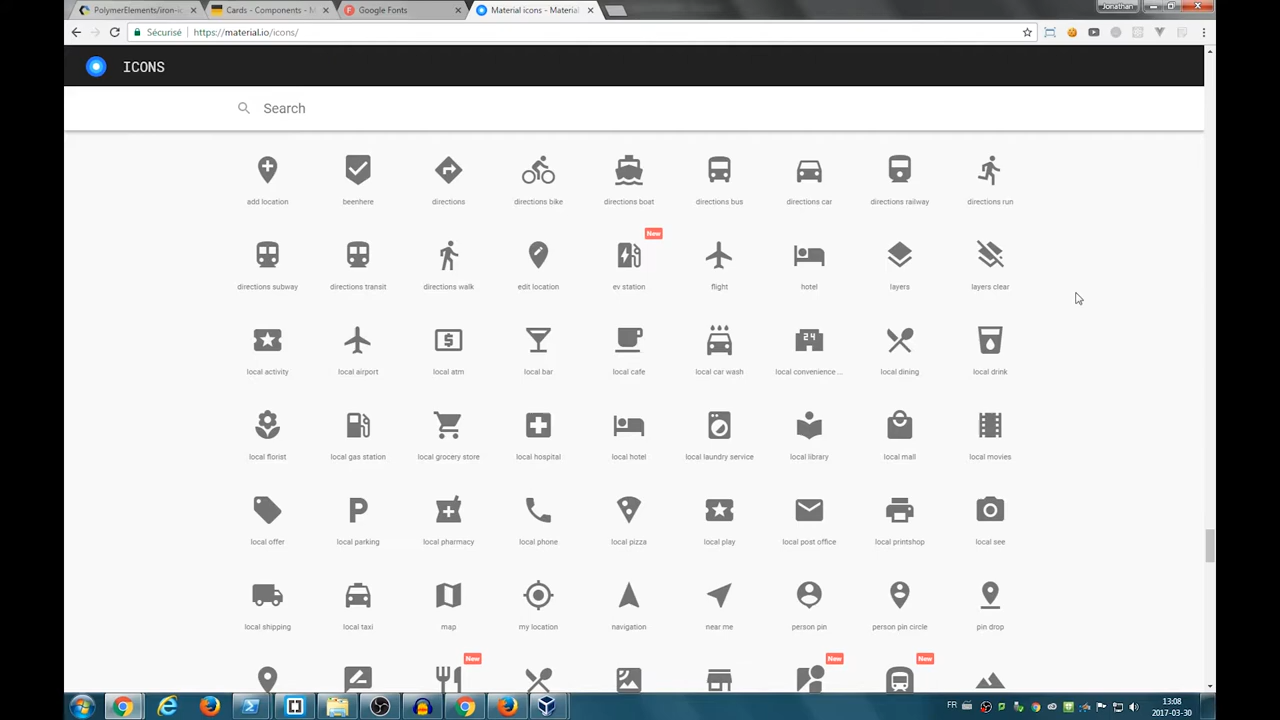 PolymerElements/iron-ic
Cards - Components - M
Google Fonts
Material icons - Material
Jonathan
Sécurisé
https://material.io/icons/
ICONS
Search
add location
beenhere
directions
directions bike
directions boat
directions bus
directions car
directions railway
directions run
New
directions subway
directions transit
directions walk
edit location
ev station
flight
hotel
layers
layers clear
$
24
local activity
local airport
local atm
local bar
local cafe
local car wash
local convenience ...
local dining
local drink
local florist
local gas station
local grocery store
local hospital
local hotel
local laundry service
local library
local mall
local movies
P
local offer
local parking
local pharmacy
local phone
local pizza
local play
local post office
local printshop
local see
local shipping
local taxi
map
my location
navigation
near me
person pin
person pin circle
pin drop
New
New
New
FR
13:08
2017-03-30